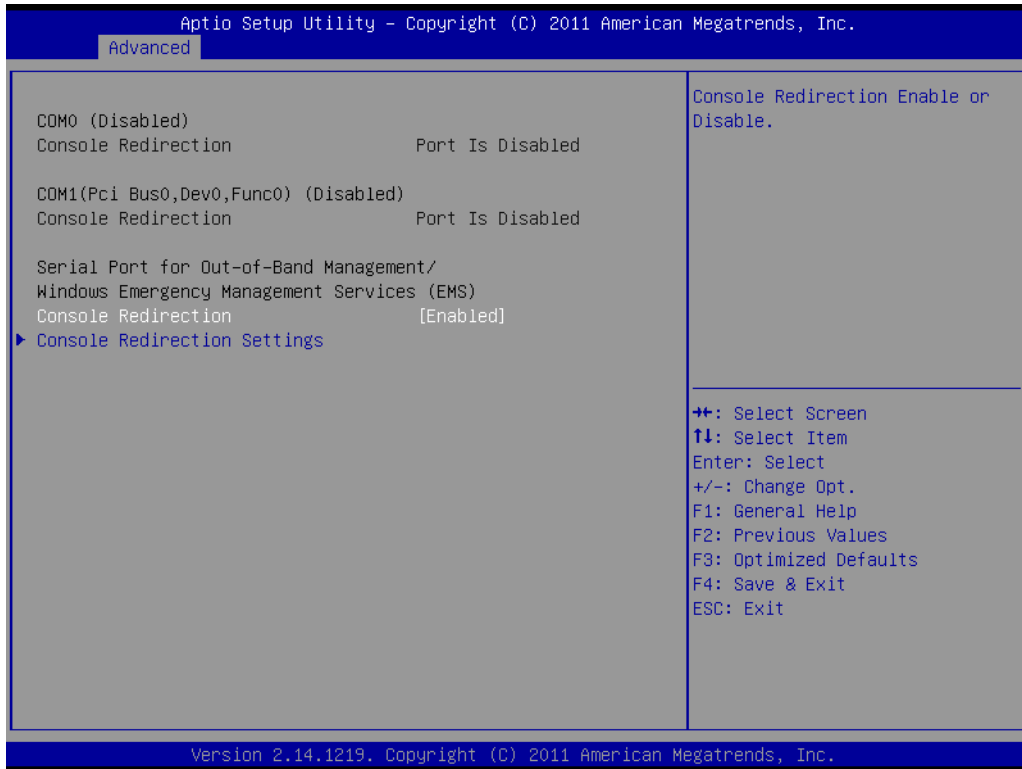 Aptio Setup Utility – Copyright (C) 2011 American Megatrends, Inc.
Advanced
COM0 (Disabled)
Console Redirection Port Is Disabled
COM1(Pci Bus0,Dev0,Func0) (Disabled)
Console Redirection Port Is Disabled
Serial Port for Out-of-Band Management/
Windows Emergency Management Services (EMS)
Console Redirection [Enabled]
▶ Console Redirection Settings
Console Redirection Enable or
Disable.
→←: Select Screen
↑↓: Select Item
Enter: Select
+/-: Change Opt.
F1: General Help
F2: Previous Values
F3: Optimized Defaults
F4: Save & Exit
ESC: Exit
Version 2.14.1219. Copyright (C) 2011 American Megatrends, Inc.